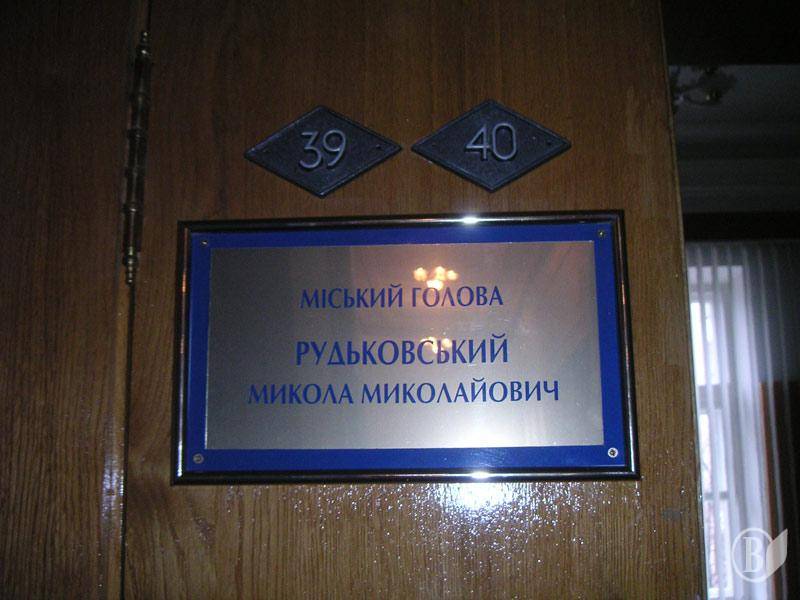 39 40
МІСЬКИЙ ГОЛОВА
РУДЬКОВСЬКИЙ
МИКОЛА МИКОЛАЙОВИЧ
В